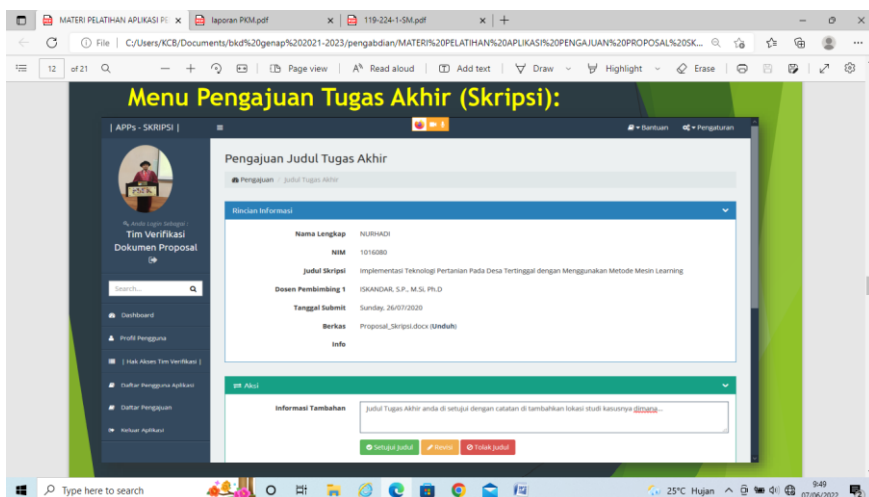 MATERI PELATIHAN APLIKASI PE
laporan PKM.pdf
119-224-1-SM.pdf
File C:/Users/KCB/Documents/bkd%20genap%202021-2023/pengabdian/MATERI%20PELATIHAN%20APLIKASI%20PENGAJUAN%20PROPOSAL%20SK...
12 of 21 Page view Read aloud Add text Draw Highlight Erase
Menu Pengajuan Tugas Akhir (Skripsi):
| APPs - SKRIPSI | Bantuan Pengaturan
Anda Login Sebagai :
Tim Verifikasi
Dokumen Proposal
Search...
Dashboard
Profil Pengguna
| Hak Akses Tim Verifikasi |
Daftar Pengguna Aplikasi
Daftar Pengajuan
Keluar Aplikasi
Pengajuan Judul Tugas Akhir
Pengajuan / Judul Tugas Akhir
Rincian Informasi
Nama Lengkap NURHADI
NIM 1016080
Judul Skripsi Implementasi Teknologi Pertanian Pada Desa Tertinggal dengan Menggunakan Metode Mesin Learning
Dosen Pembimbing 1 ISKANDAR, S.P., M.SI, Ph.D
Tanggal Submit Sunday, 26/07/2020
Berkas Proposal_Skripsi.docx (Unduh)
Info
Aksi
Informasi Tambahan Judul Tugas Akhir anda di setujui dengan catatan di tambahkan lokasi studi kasusnya dimana...
Setujui Judul Revisi Tolak Judul
Type here to search
25°C Hujan
9:49
07/06/2022